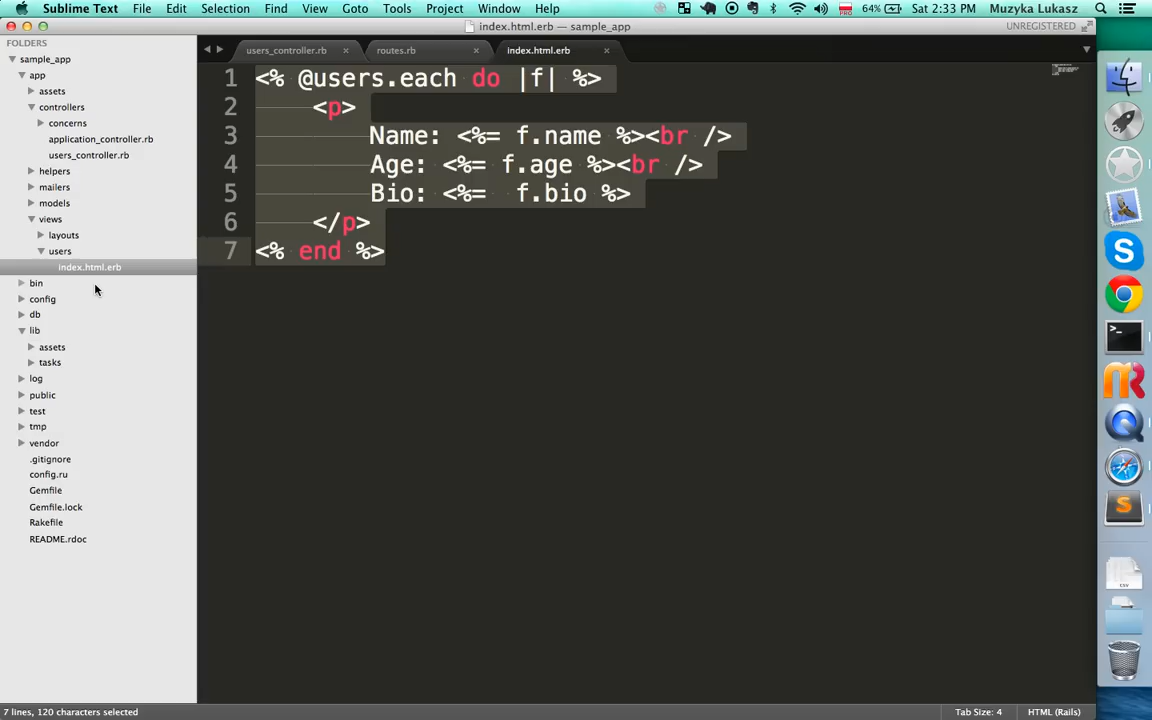 Sublime Text File Edit Selection Find View Goto Tools Project Window Help 64% Sat 2:33 PM Muzyka Lukasz
index.html.erb — sample_app UNREGISTERED
FOLDERS
users_controller.rb × routes.rb × index.html.erb ×
sample_app
app
assets
controllers
concerns
application_controller.rb
users_controller.rb
helpers
mailers
models
views
layouts
users
index.html.erb
bin
config
db
lib
assets
tasks
log
public
test
tmp
vendor
.gitignore
config.ru
Gemfile
Gemfile.lock
Rakefile
README.rdoc
1 <% @users.each do |f| %>
2 <p>
3 Name: <%= f.name %><br />
4 Age: <%= f.age %><br />
5 Bio: <%=  f.bio %>
6 </p>
7 <% end %>
csv
7 lines, 120 characters selected Tab Size: 4 HTML (Rails)